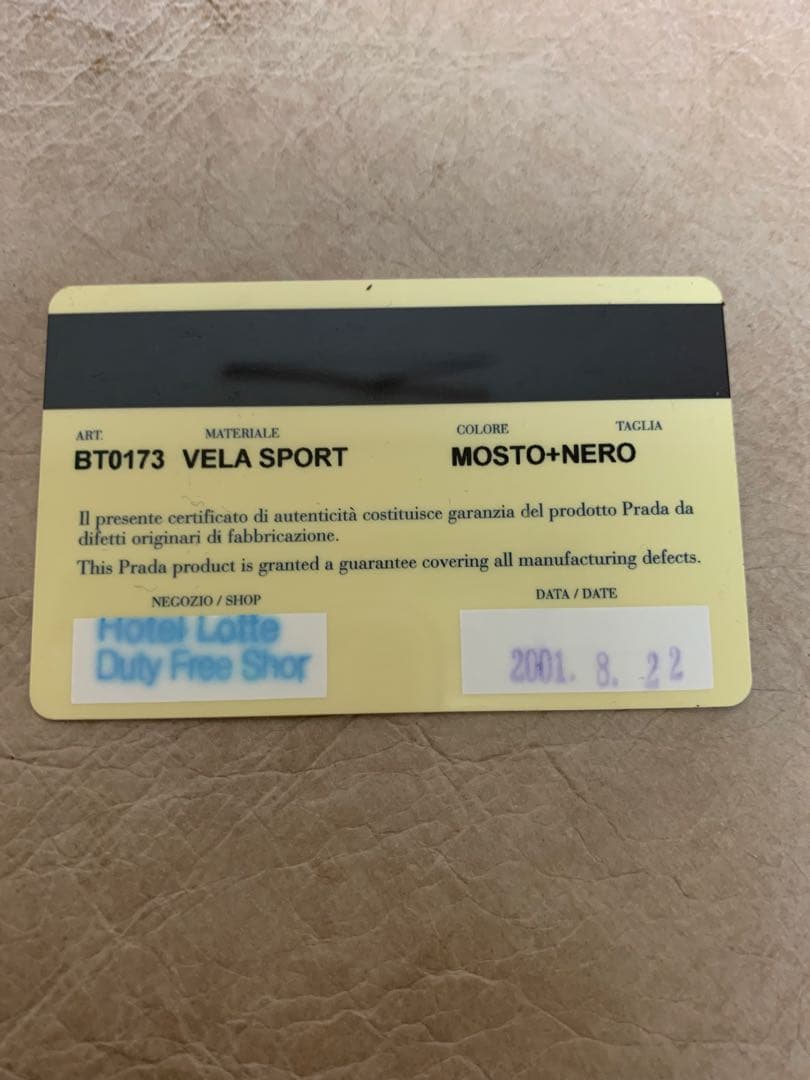 ART. MATERIALE COLORE TAGLIA
BT0173 VELA SPORT MOSTO+NERO
Il presente certificato di autenticità costituisce garanzia del prodotto Prada da
difetti originari di fabbricazione.
This Prada product is granted a guarantee covering all manufacturing defects.
NEGOZIO / SHOP DATA / DATE
Hotel Lotte
Duty Free Shor
2001. 8. 22